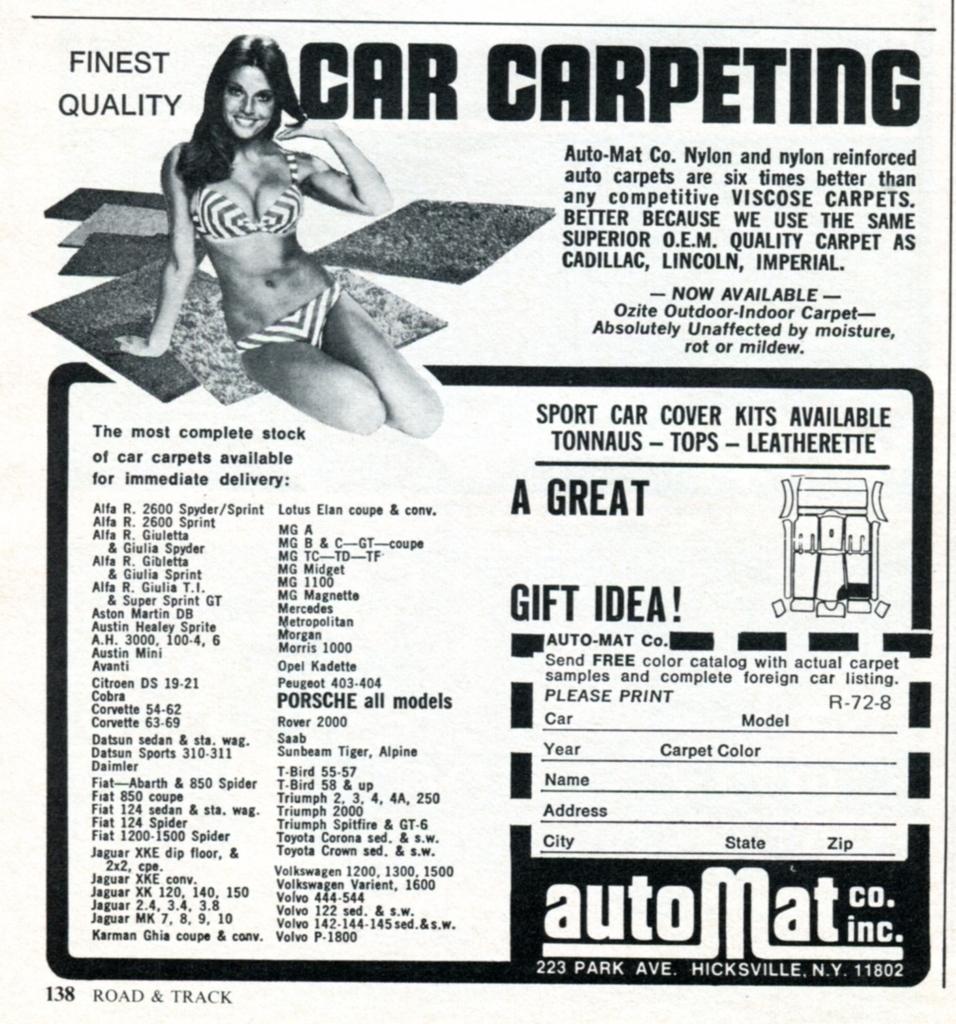 FINEST
QUALITY
CAR CARPETING
Auto-Mat Co. Nylon and nylon reinforced
auto carpets are six times better than
any competitive VISCOSE CARPETS.
BETTER BECAUSE WE USE THE SAME
SUPERIOR O.E.M. QUALITY CARPET AS
CADILLAC, LINCOLN, IMPERIAL.
— NOW AVAILABLE —
Ozite Outdoor-Indoor Carpet—
Absolutely Unaffected by moisture,
rot or mildew.
The most complete stock
of car carpets available
for immediate delivery:
Alfa R. 2600 Spyder/Sprint
Alfa R. 2600 Sprint
Alfa R. Giuletta
& Giulia Spyder
Alfa R. Gibletta
& Giulia Sprint
Alfa R. Giulia T.I.
& Super Sprint GT
Aston Martin DB
Austin Healey Sprite
A.H. 3000, 100-4, 6
Austin Mini
Avanti
Citroen DS 19-21
Cobra
Corvette 54-62
Corvette 63-69
Datsun sedan & sta. wag.
Datsun Sports 310-311
Daimler
Fiat—Abarth & 850 Spider
Fiat 850 coupe
Fiat 124 sedan & sta. wag.
Fiat 124 Spider
Fiat 1200-1500 Spider
Jaguar XKE dip floor, &
2x2, cpe.
Jaguar XKE conv.
Jaguar XK 120, 140, 150
Jaguar 2.4, 3.4, 3.8
Jaguar MK 7, 8, 9, 10
Karman Ghia coupe & conv.
Lotus Elan coupe & conv.
MG A
MG B & C—GT—coupe
MG TC—TD—TF
MG Midget
MG 1100
MG Magnette
Mercedes
Metropolitan
Morgan
Morris 1000
Opel Kadette
Peugeot 403-404
PORSCHE all models
Rover 2000
Saab
Sunbeam Tiger, Alpine
T-Bird 55-57
T-Bird 58 & up
Triumph 2, 3, 4, 4A, 250
Triumph 2000
Triumph Spitfire & GT-6
Toyota Corona sed. & s.w.
Toyota Crown sed. & s.w.
Volkswagen 1200, 1300, 1500
Volkswagen Varient, 1600
Volvo 444-544
Volvo 122 sed. & s.w.
Volvo 142-144-145 sed.&s.w.
Volvo P-1800
SPORT CAR COVER KITS AVAILABLE
TONNAUS – TOPS – LEATHERETTE
A GREAT
GIFT IDEA!
AUTO-MAT Co.
Send FREE color catalog with actual carpet
samples and complete foreign car listing.
PLEASE PRINT R-72-8
Car Model
Year Carpet Color
Name
Address
City State Zip
autoMat co. inc.
223 PARK AVE. HICKSVILLE, N.Y. 11802
138 ROAD & TRACK